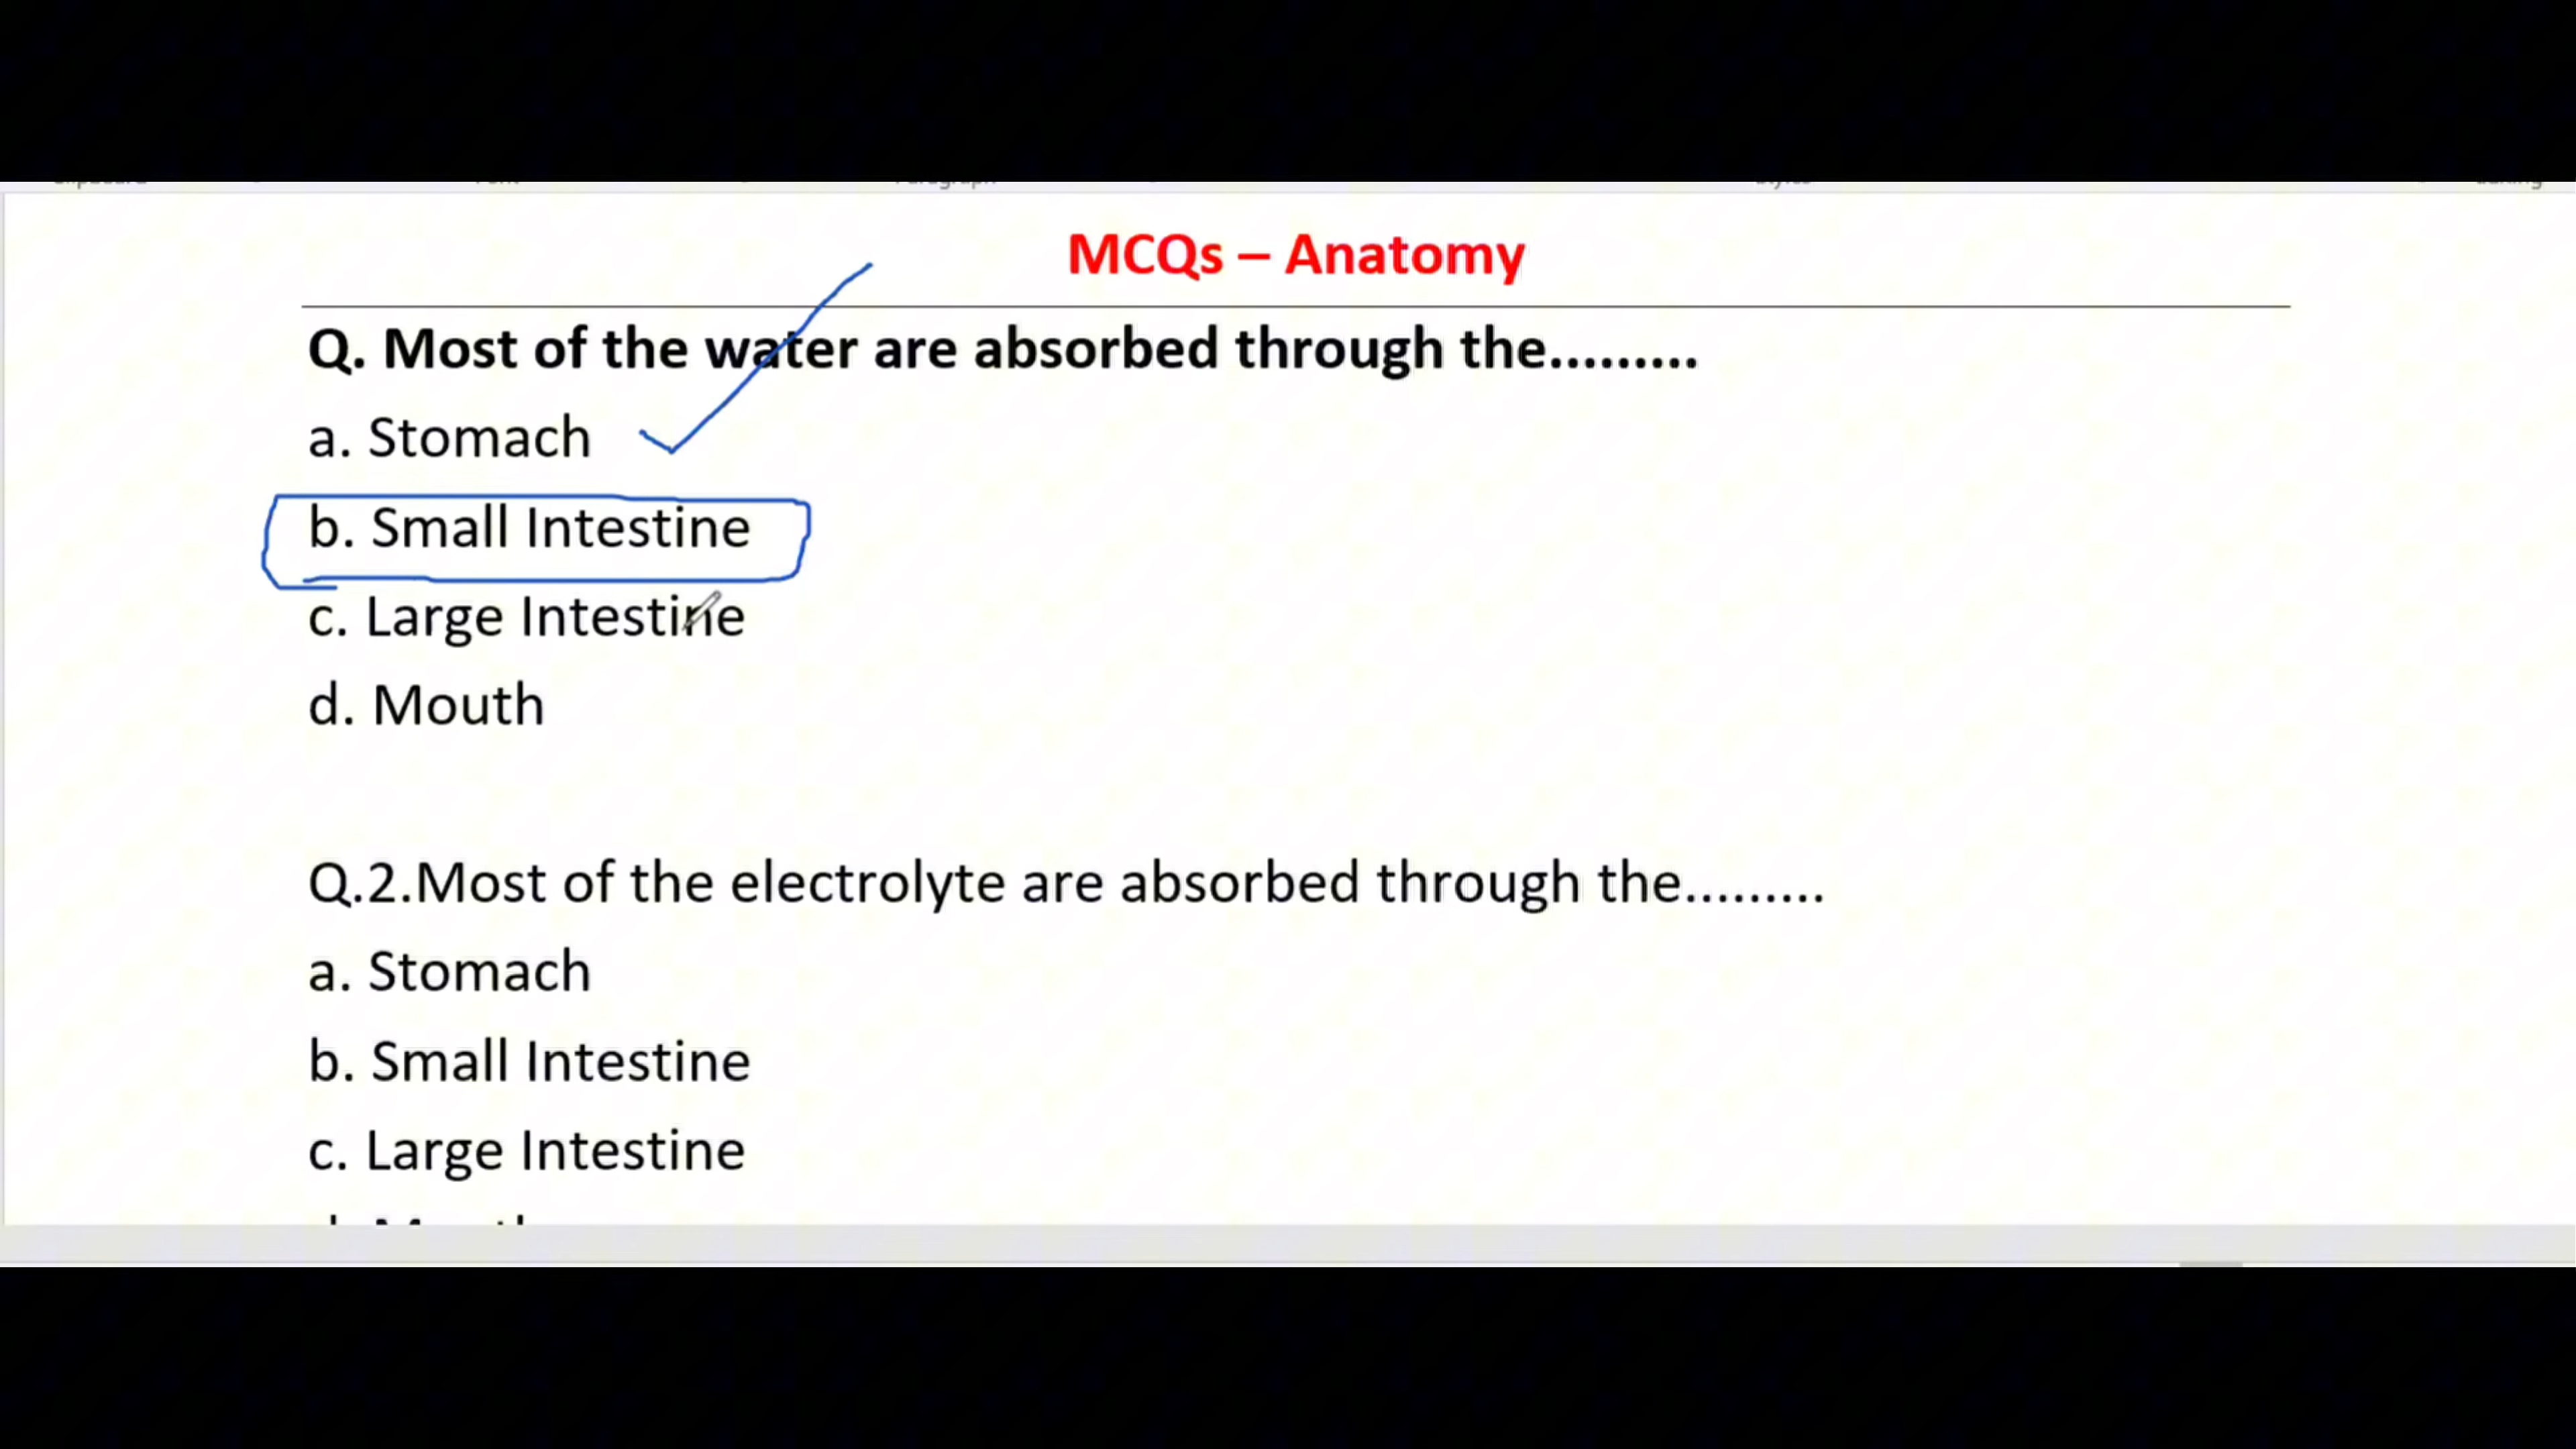 MCQs – Anatomy
Q. Most of the water are absorbed through the.........
a. Stomach
b. Small Intestine
c. Large Intestine
d. Mouth
Q.2.Most of the electrolyte are absorbed through the.........
a. Stomach
b. Small Intestine
c. Large Intestine